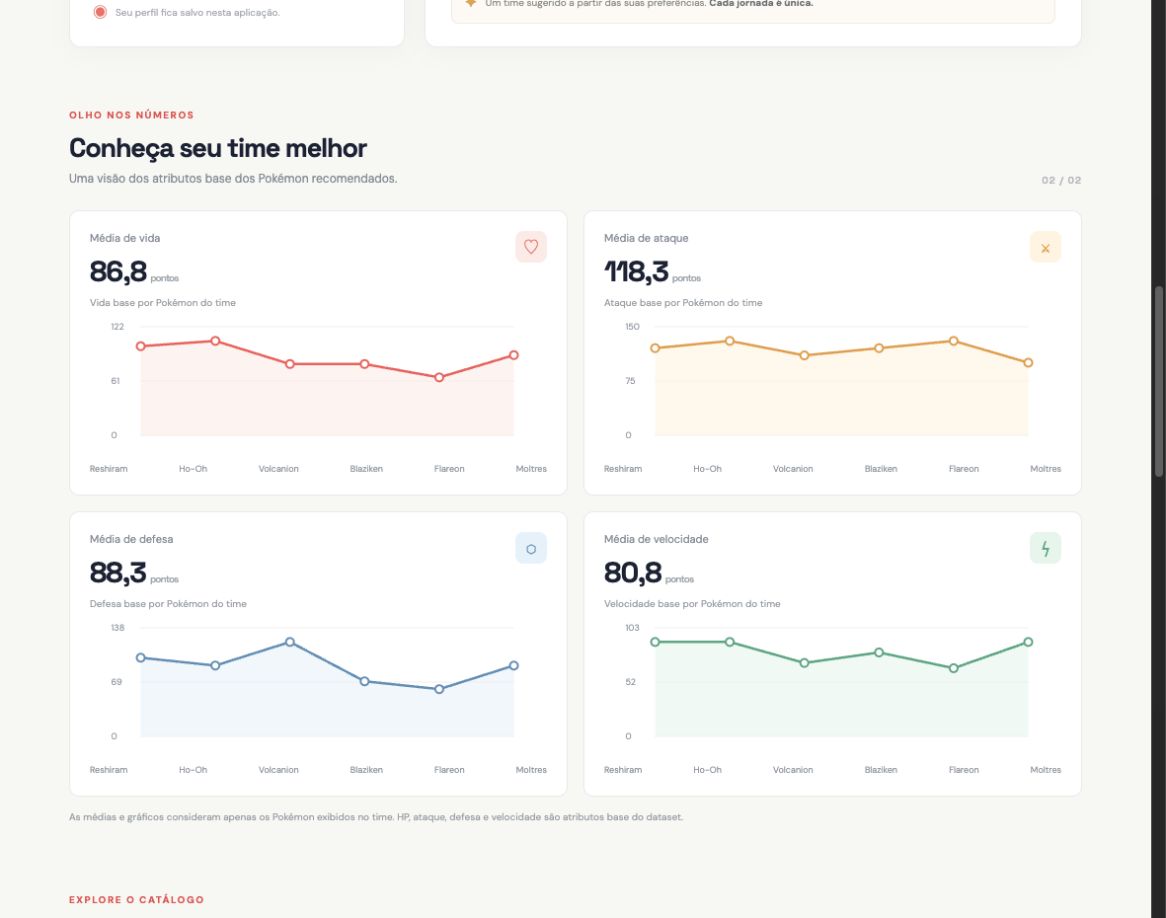 Seu perfil fica salvo nesta aplicação.
Um time sugerido a partir das suas preferências. Cada jornada é única.
OLHO NOS NÚMEROS
Conheça seu time melhor
Uma visão dos atributos base dos Pokémon recomendados.
02 / 02
Média de vida
86,8 pontos
Vida base por Pokémon do time
122
61
0
Reshiram Ho-Oh Volcanion Blaziken Flareon Moltres
Média de ataque
118,3 pontos
Ataque base por Pokémon do time
150
75
0
Reshiram Ho-Oh Volcanion Blaziken Flareon Moltres
Média de defesa
88,3 pontos
Defesa base por Pokémon do time
138
69
0
Reshiram Ho-Oh Volcanion Blaziken Flareon Moltres
Média de velocidade
80,8 pontos
Velocidade base por Pokémon do time
103
52
0
Reshiram Ho-Oh Volcanion Blaziken Flareon Moltres
As médias e gráficos consideram apenas os Pokémon exibidos no time. HP, ataque, defesa e velocidade são atributos base do dataset.
EXPLORE O CATÁLOGO